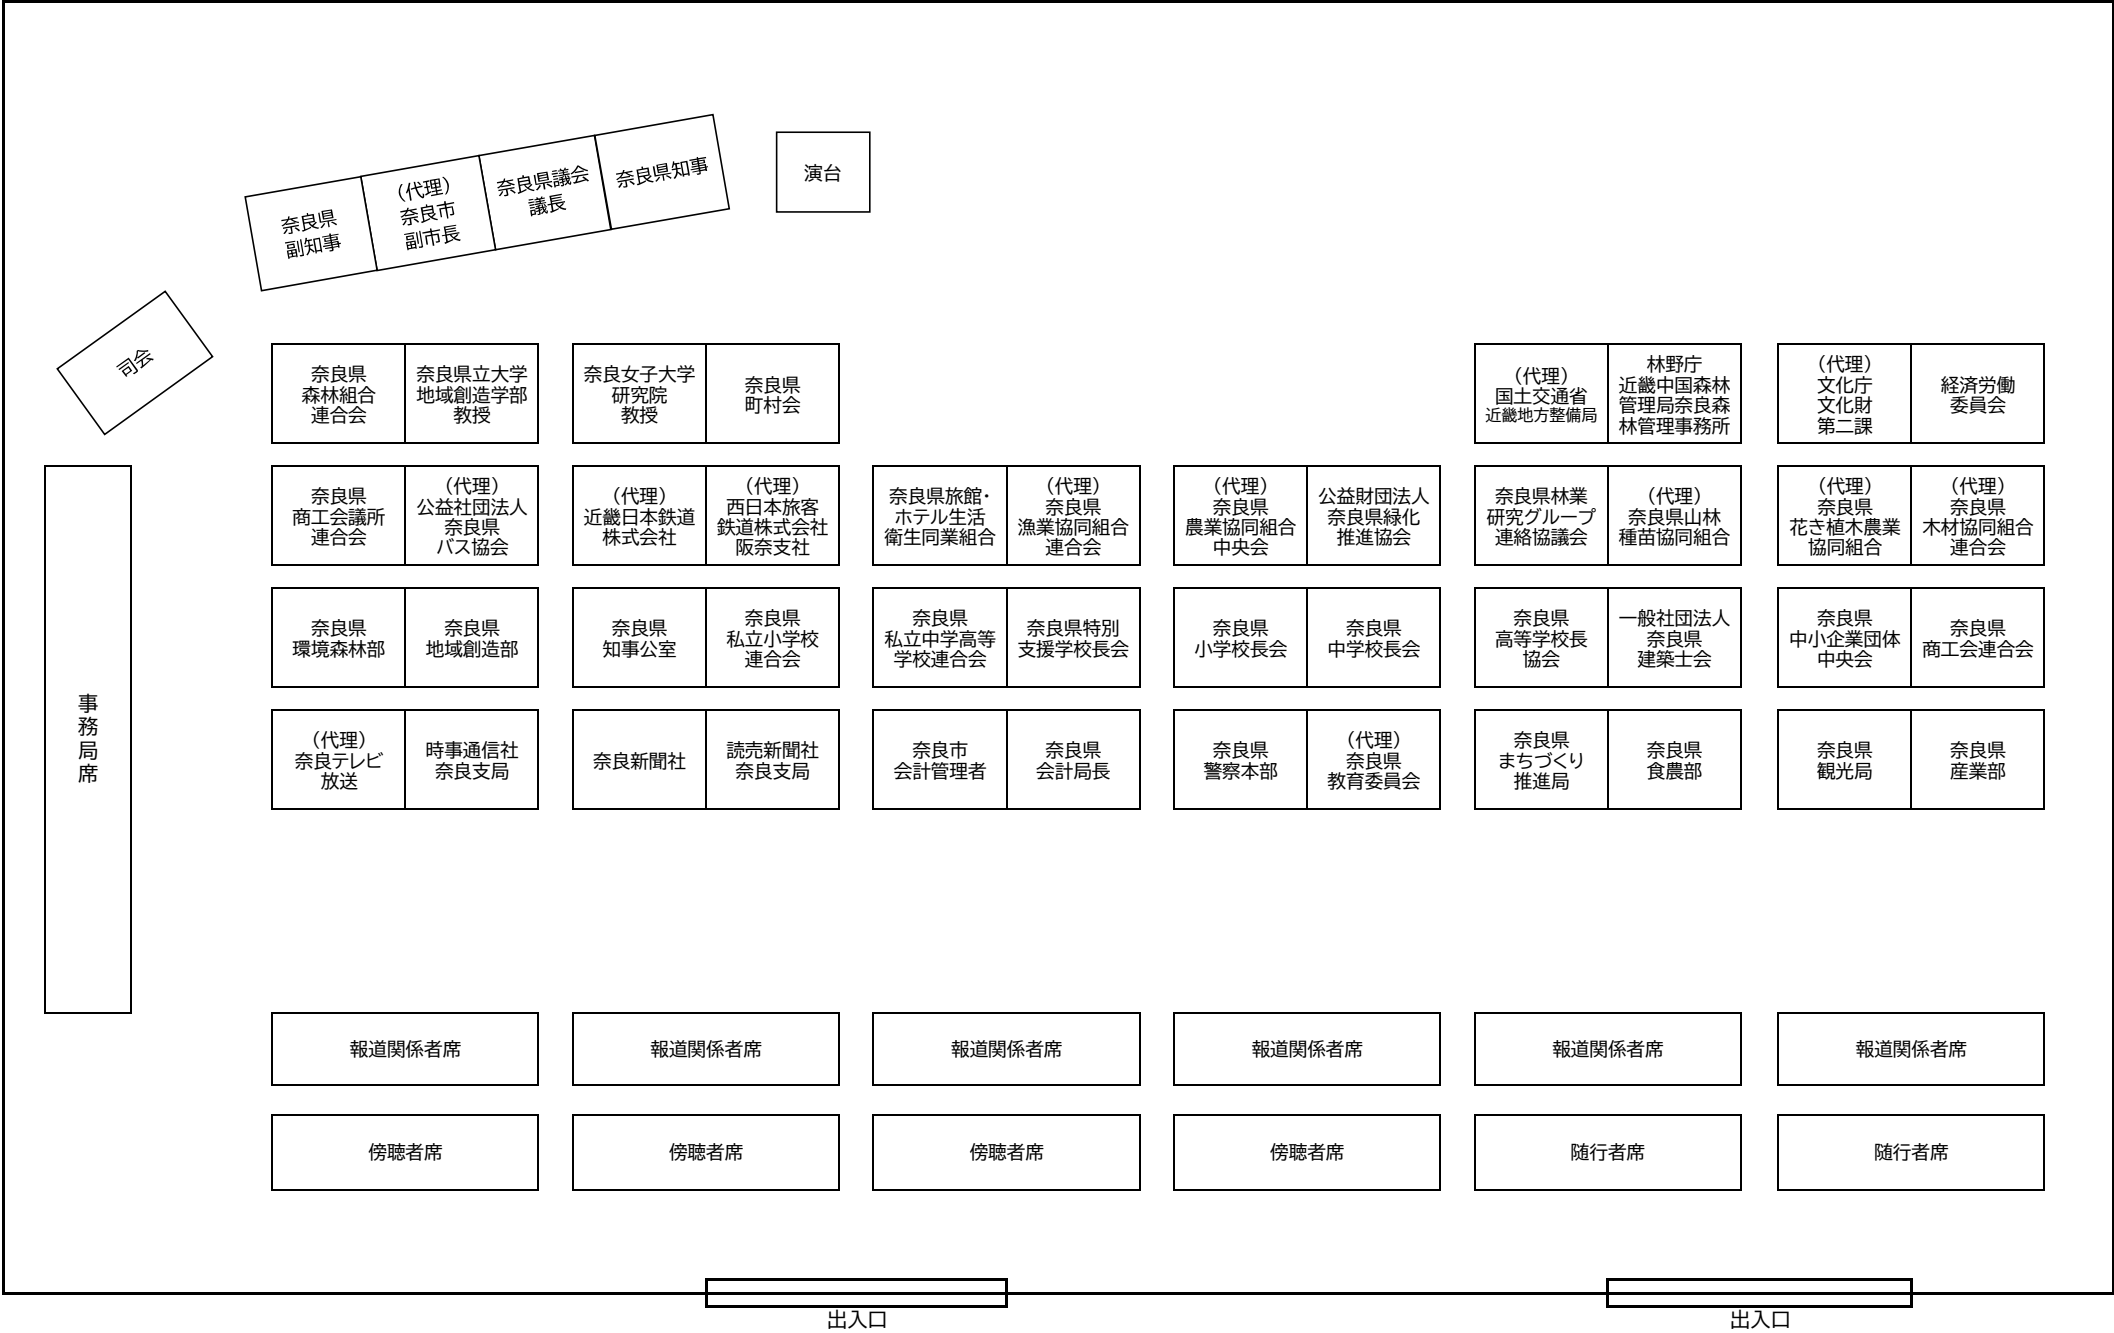 奈良県
副知事
（代理）
奈良市
副市長
奈良県議会
議長
奈良県知事
演台
司会
奈良県
森林組合
連合会
奈良県立大学
地域創造学部
教授
奈良女子大学
研究院
教授
奈良県
町村会
（代理）
国土交通省
近畿地方整備局
林野庁
近畿中国森林
管理局奈良森
林管理事務所
（代理）
文化庁
文化財
第二課
経済労働
委員会
奈良県
商工会議所
連合会
（代理）
公益社団法人
奈良県
バス協会
（代理）
近畿日本鉄道
株式会社
（代理）
西日本旅客
鉄道株式会社
阪奈支社
奈良県旅館・
ホテル生活
衛生同業組合
（代理）
奈良県
漁業協同組合
連合会
（代理）
奈良県
農業協同組合
中央会
公益財団法人
奈良県緑化
推進協会
奈良県林業
研究グループ
連絡協議会
（代理）
奈良県山林
種苗協同組合
（代理）
奈良県
花き植木農業
協同組合
（代理）
奈良県
木材協同組合
連合会
奈良県
環境森林部
奈良県
地域創造部
奈良県
知事公室
奈良県
私立小学校
連合会
奈良県
私立中学高等
学校連合会
奈良県特別
支援学校長会
奈良県
小学校長会
奈良県
中学校長会
奈良県
高等学校長
協会
一般社団法人
奈良県
建築士会
奈良県
中小企業団体
中央会
奈良県
商工会連合会
事務局席
（代理）
奈良テレビ
放送
時事通信社
奈良支局
奈良新聞社
読売新聞社
奈良支局
奈良市
会計管理者
奈良県
会計局長
奈良県
警察本部
（代理）
奈良県
教育委員会
奈良県
まちづくり
推進局
奈良県
食農部
奈良県
観光局
奈良県
産業部
報道関係者席
報道関係者席
報道関係者席
報道関係者席
報道関係者席
報道関係者席
傍聴者席
傍聴者席
傍聴者席
傍聴者席
随行者席
随行者席
出入口
出入口